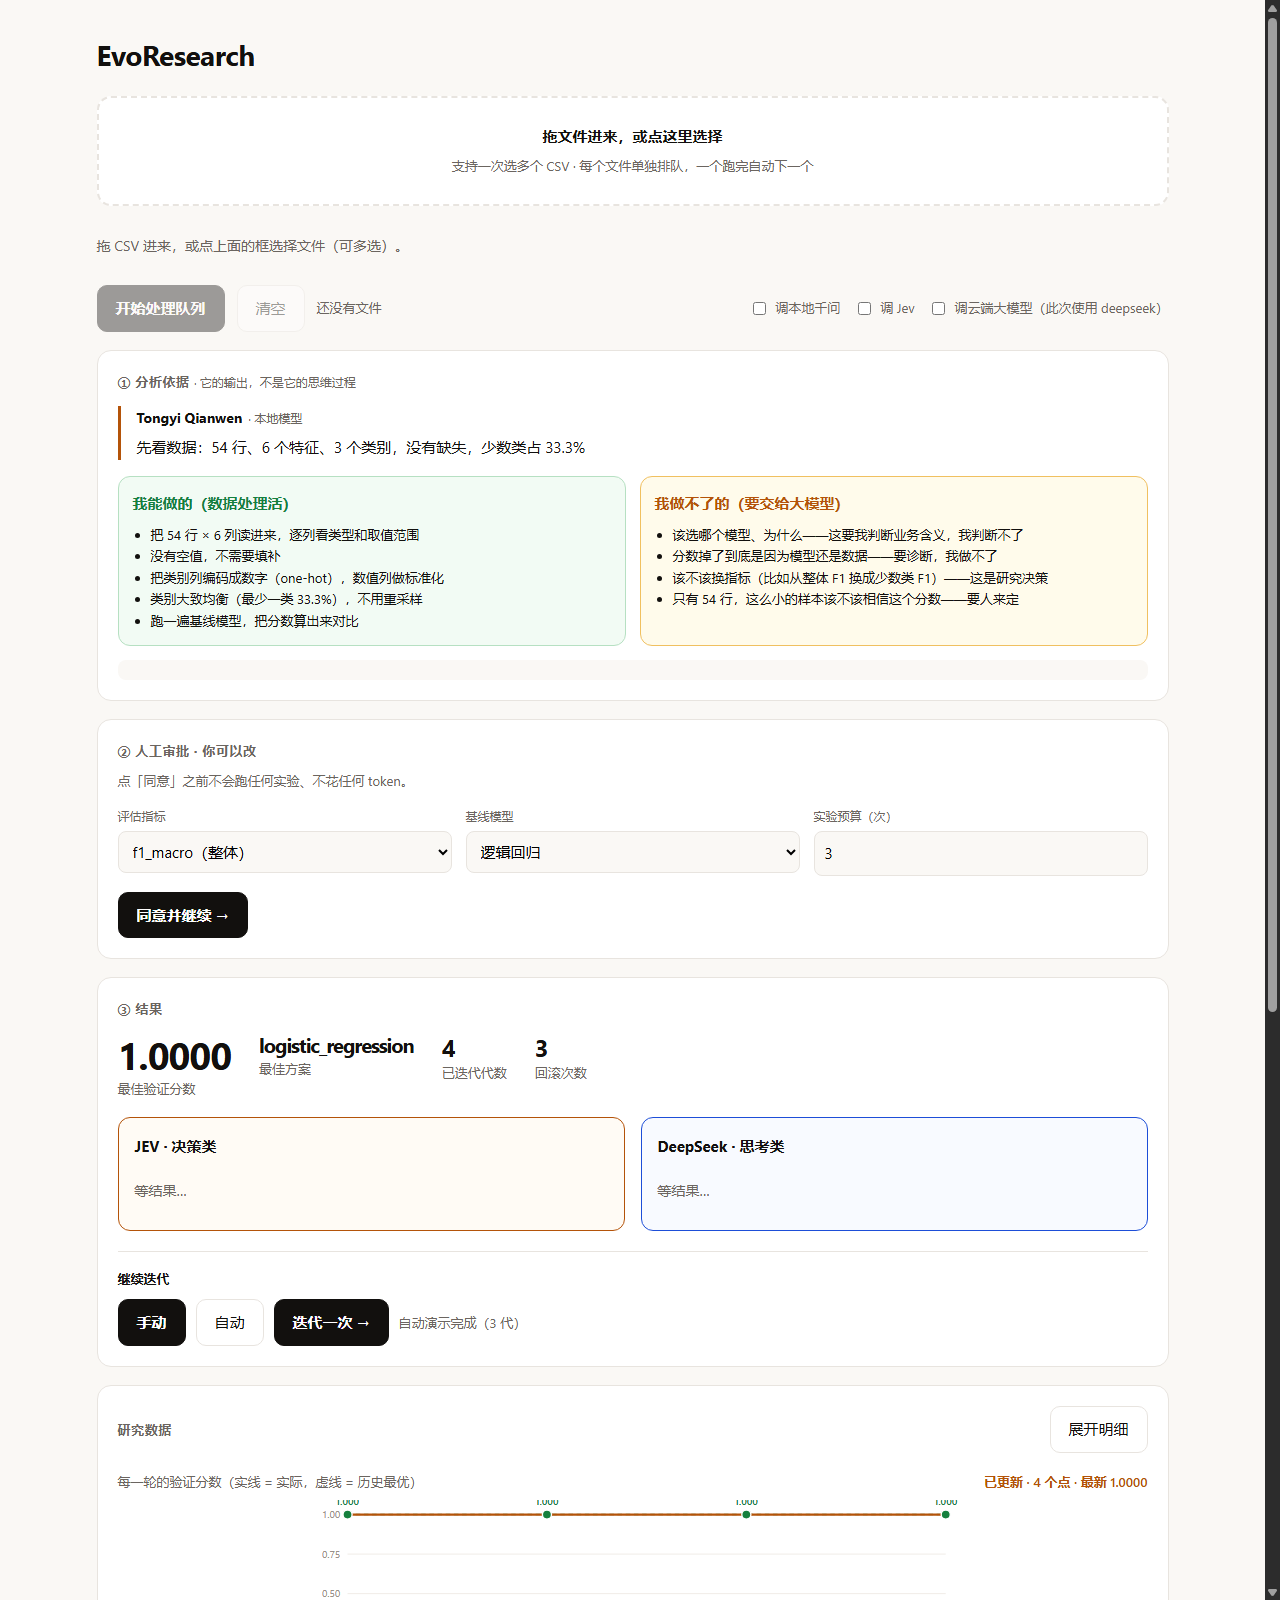 EvoResearch
拖文件进来，或点这里选择
支持一次选多个 CSV · 每个文件单独排队，一个跑完自动下一个
拖 CSV 进来，或点上面的框选择文件（可多选）。
开始处理队列 清空 还没有文件 调本地千问 调 Jev 调云端大模型（此次使用 deepseek）
① 分析依据 · 它的输出，不是它的思维过程
Tongyi Qianwen · 本地模型
先看数据：54 行、6 个特征、3 个类别，没有缺失，少数类占 33.3%
我能做的（数据处理活）
把 54 行 × 6 列读进来，逐列看类型和取值范围
没有空值，不需要填补
把类别列编码成数字（one-hot），数值列做标准化
类别大致均衡（最少一类 33.3%），不用重采样
跑一遍基线模型，把分数算出来对比
我做不了的（要交给大模型）
该选哪个模型、为什么——这要我判断业务含义，我判断不了
分数掉了到底是因为模型还是数据——要诊断，我做不了
该不该换指标（比如从整体 F1 换成少数类 F1）——这是研究决策
只有 54 行，这么小的样本该不该相信这个分数——要人来定
② 人工审批 · 你可以改
点「同意」之前不会跑任何实验、不花任何 token。
评估指标 基线模型 实验预算（次）
f1_macro（整体） 逻辑回归 3
同意并继续 →
③ 结果
1.0000 logistic_regression 4 3
最佳验证分数 最佳方案 已迭代代数 回滚次数
JEV · 决策类
等结果...
DeepSeek · 思考类
等结果...
继续迭代
手动 自动 迭代一次 → 自动演示完成（3 代）
研究数据 展开明细
每一轮的验证分数（实线 = 实际，虚线 = 历史最优） 已更新 · 4 个点 · 最新 1.0000
1.000 1.000 1.000 1.000
1.00
0.75
0.50